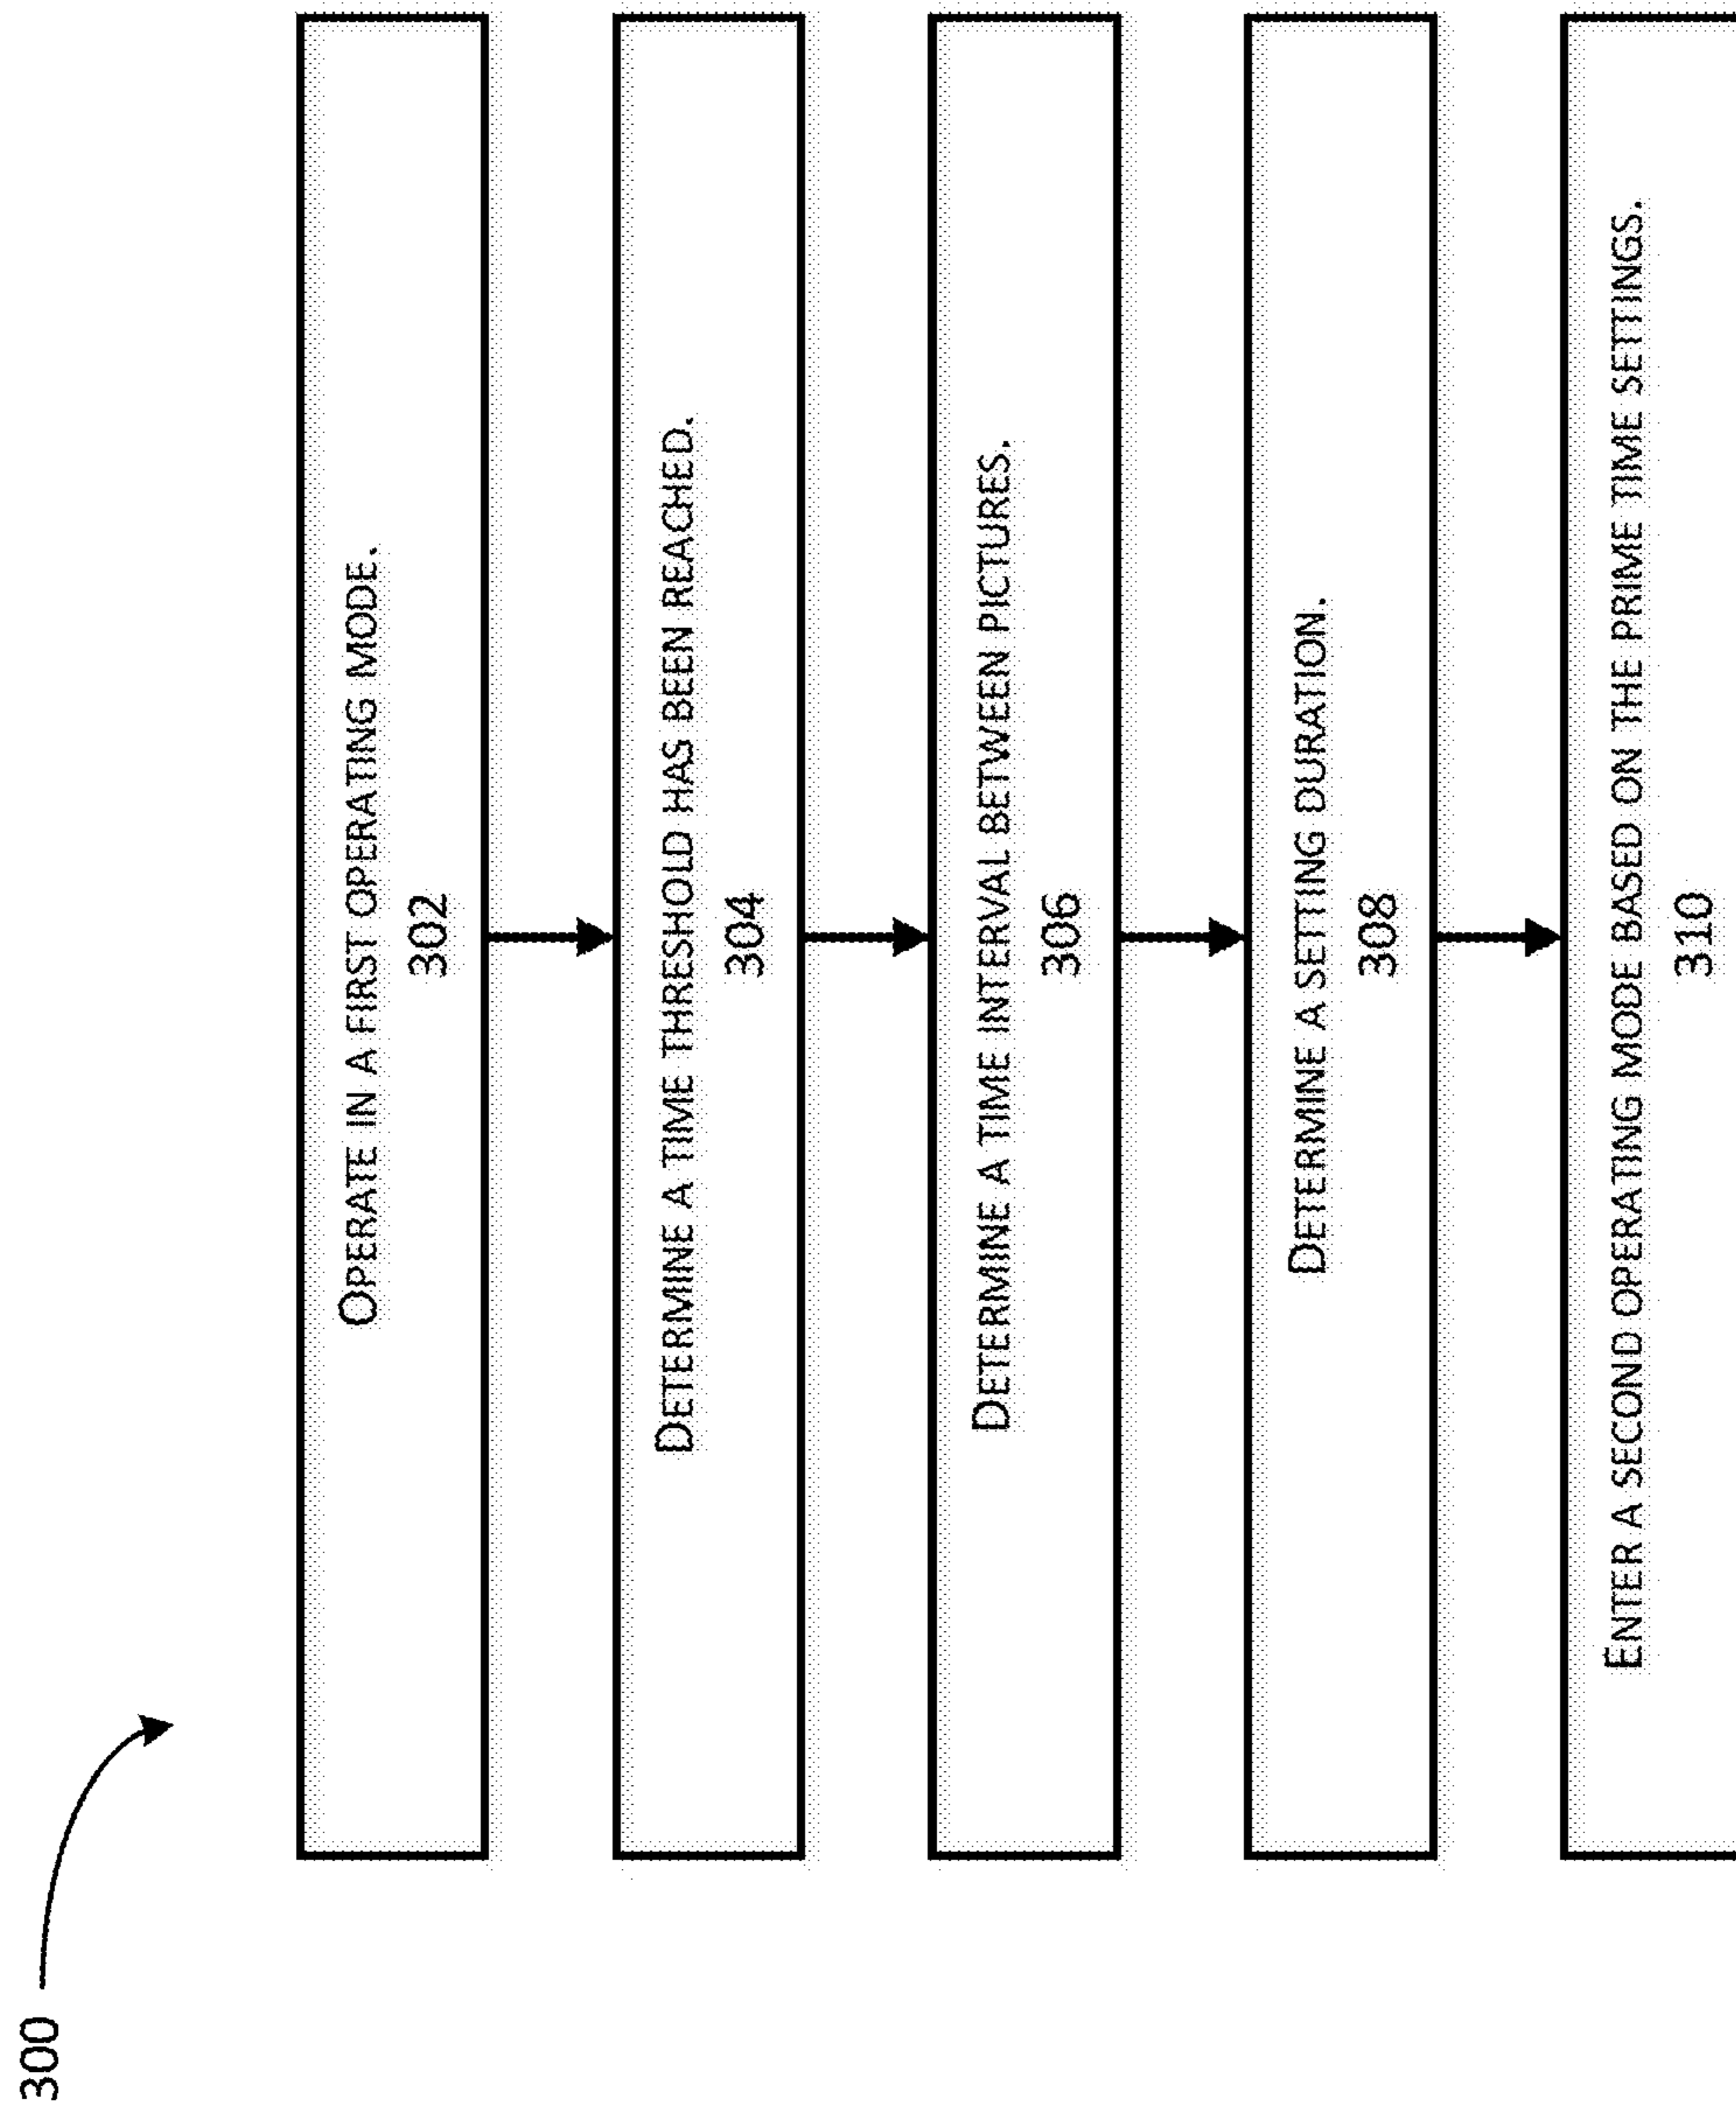 300
Operate in a first operating mode.
302
Determine a time threshold has been reached.
304
Determine a time interval between pictures.
306
Determine a setting duration.
308
Enter a second operating mode based on the prime time settings.
310